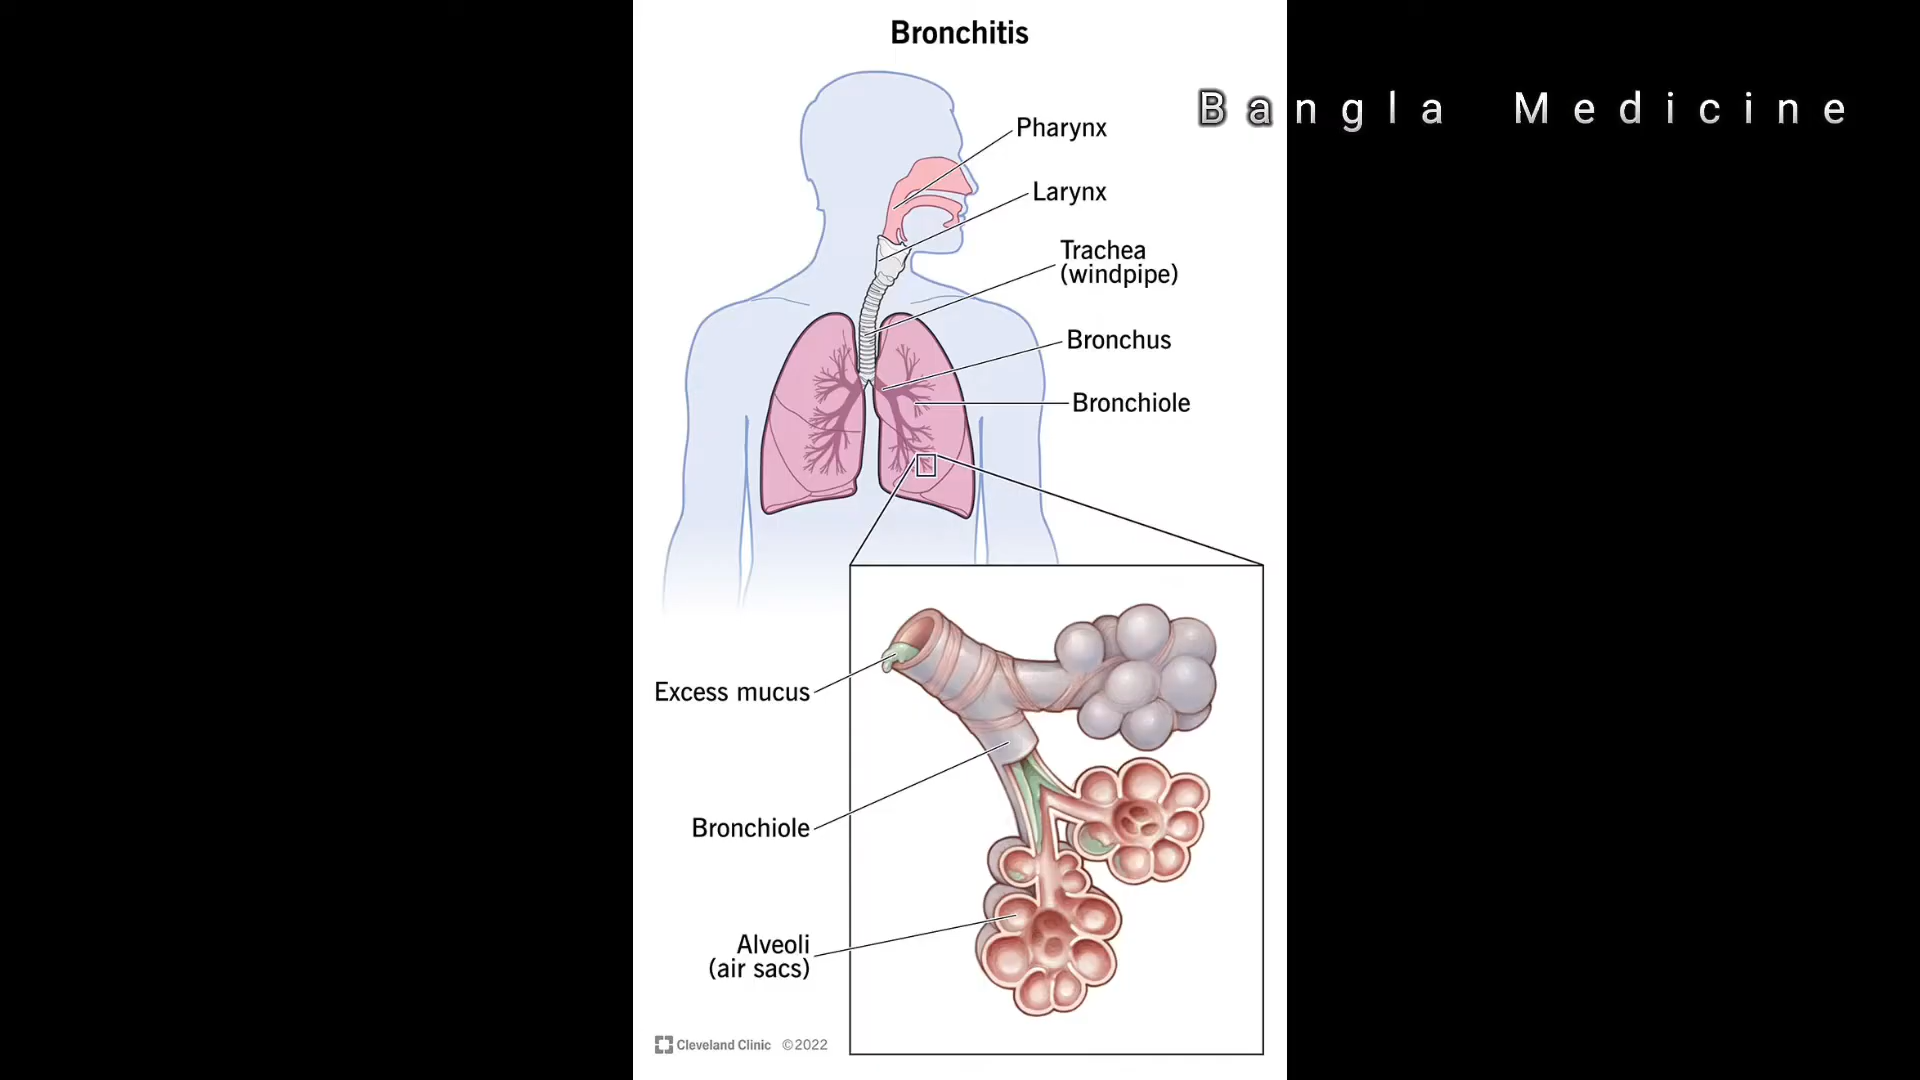 Bronchitis
Bangla Medicine
Pharynx
Larynx
Trachea
(windpipe)
Bronchus
Bronchiole
Excess mucus
Bronchiole
Alveoli
(air sacs)
Cleveland Clinic ©2022